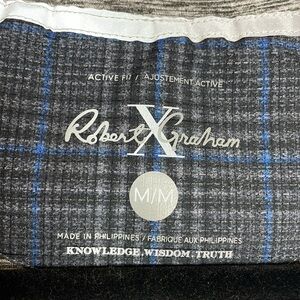 ACTIVE FIT / AJUSTEMENT ACTIVE
Robert X Graham
M/M
MADE IN PHILIPPINES / FABRIQUE AUX PHILIPPINES
KNOWLEDGE.WISDOM.TRUTH